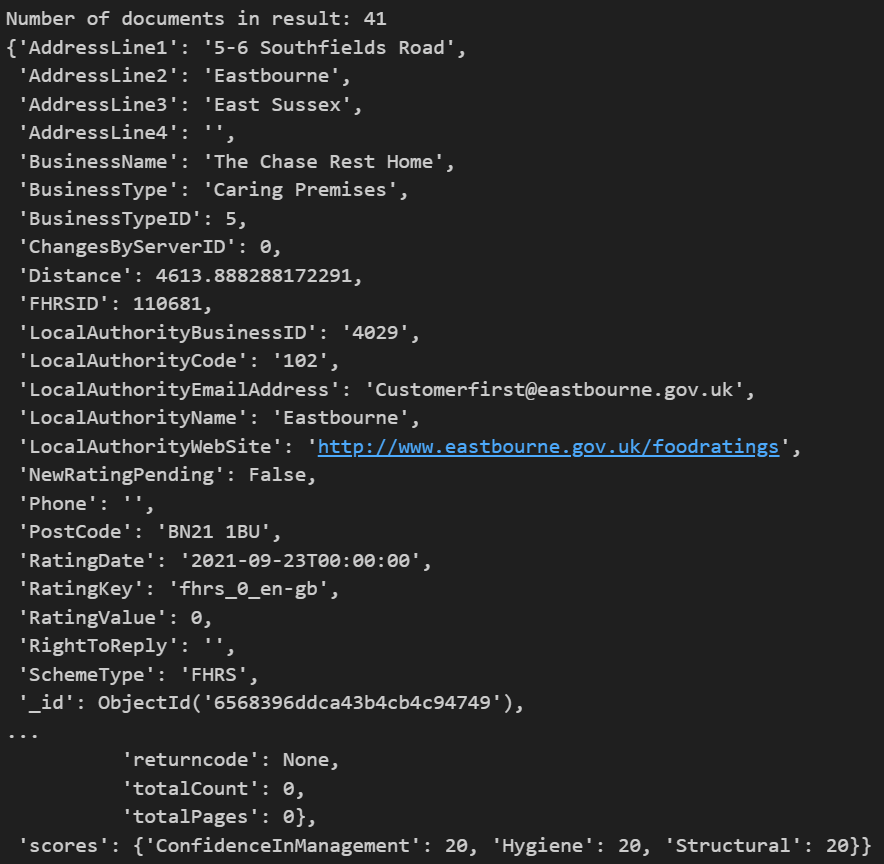 Number of documents in result: 41
{'AddressLine1': '5-6 Southfields Road',
 'AddressLine2': 'Eastbourne',
 'AddressLine3': 'East Sussex',
 'AddressLine4': '',
 'BusinessName': 'The Chase Rest Home',
 'BusinessType': 'Caring Premises',
 'BusinessTypeID': 5,
 'ChangesByServerID': 0,
 'Distance': 4613.888288172291,
 'FHRSID': 110681,
 'LocalAuthorityBusinessID': '4029',
 'LocalAuthorityCode': '102',
 'LocalAuthorityEmailAddress': 'Customerfirst@eastbourne.gov.uk',
 'LocalAuthorityName': 'Eastbourne',
 'LocalAuthorityWebSite': 'http://www.eastbourne.gov.uk/foodratings',
 'NewRatingPending': False,
 'Phone': '',
 'PostCode': 'BN21 1BU',
 'RatingDate': '2021-09-23T00:00:00',
 'RatingKey': 'fhrs_0_en-gb',
 'RatingValue': 0,
 'RightToReply': '',
 'SchemeType': 'FHRS',
 '_id': ObjectId('6568396ddca43b4cb4c94749'),
...
          'returncode': None,
          'totalCount': 0,
          'totalPages': 0},
 'scores': {'ConfidenceInManagement': 20, 'Hygiene': 20, 'Structural': 20}}